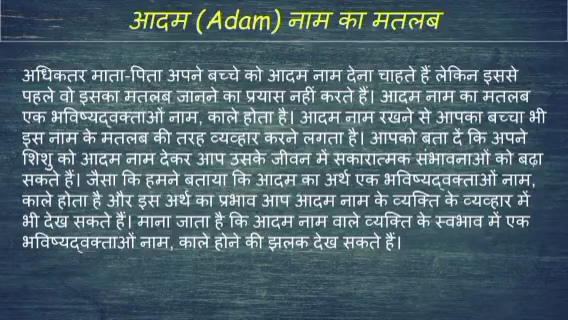 आदम (Adam) नाम का मतलब
अधिकतर माता-पिता अपने बच्चे को आदम नाम देना चाहते हैं लेकिन इससे
पहले वो इसका मतलब जानने का प्रयास नहीं करते हैं। आदम नाम का मतलब
एक भविष्यद्वक्ताओं नाम, काले होता है। आदम नाम रखने से आपका बच्चा भी
इस नाम के मतलब की तरह व्यव्हार करने लगता है। आपको बता दें कि अपने
शिशु को आदम नाम देकर आप उसके जीवन में सकारात्मक संभावनाओं को बढ़ा
सकते हैं। जैसा कि हमने बताया कि आदम का अर्थ एक भविष्यद्वक्ताओं नाम,
काले होता है और इस अर्थ का प्रभाव आप आदम नाम के व्यक्ति के व्यव्हार में
भी देख सकते हैं। माना जाता है कि आदम नाम वाले व्यक्ति के स्वभाव में एक
भविष्यद्वक्ताओं नाम, काले होने की झलक देख सकते हैं।